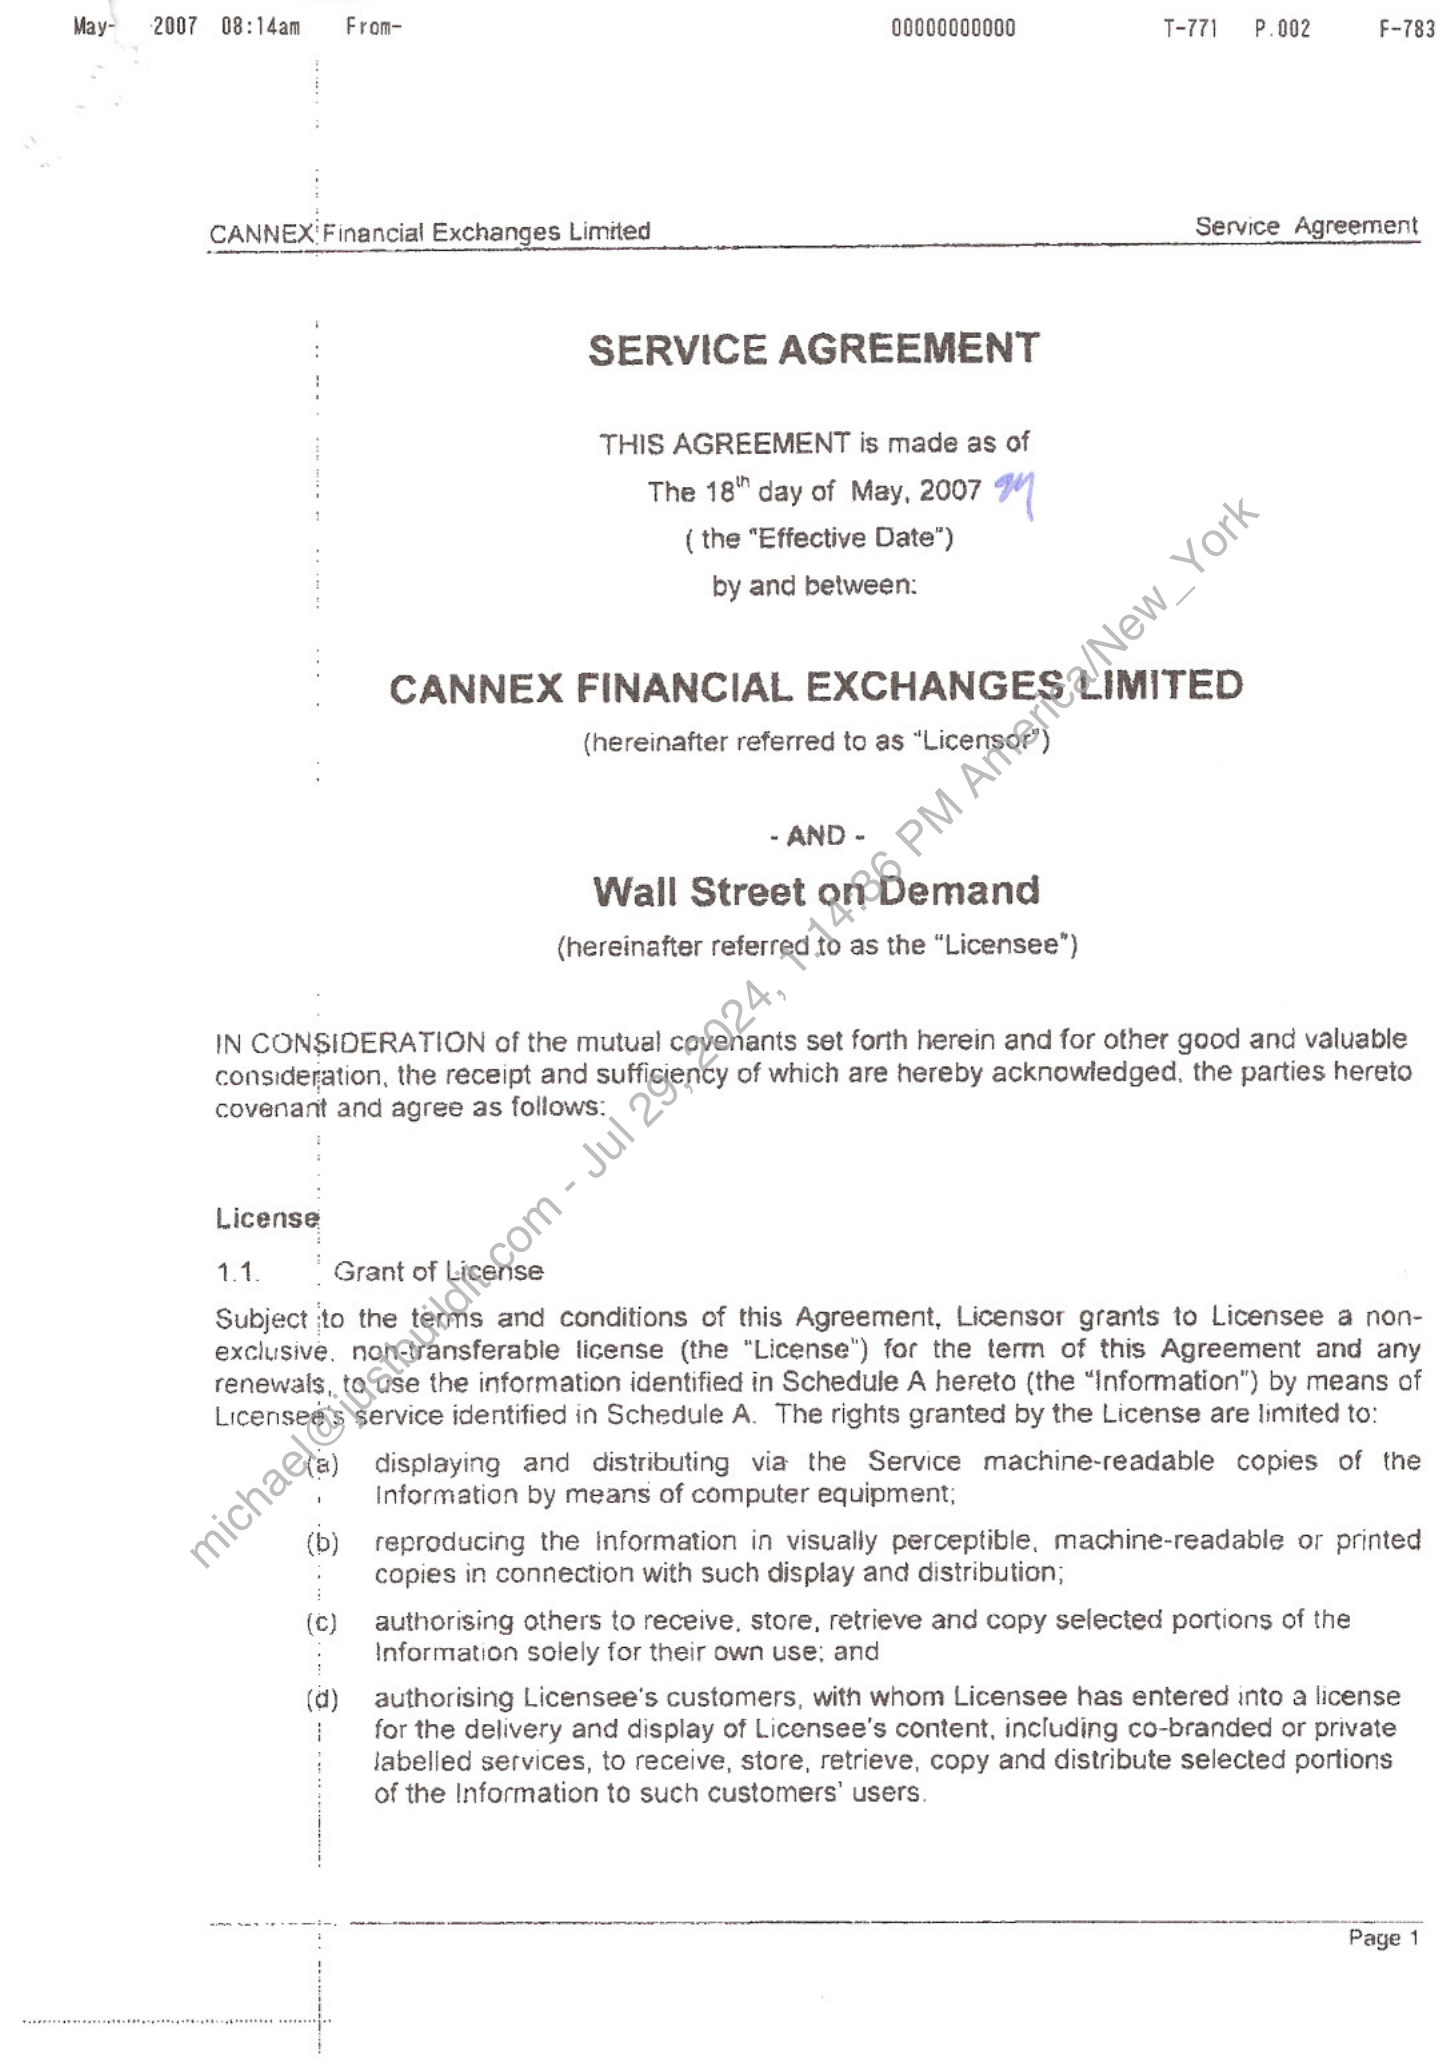 May- 2007 08:14am From- 00000000000 T-771 P.002 F-783
CANNEX Financial Exchanges Limited Service Agreement
SERVICE AGREEMENT
THIS AGREEMENT is made as of
The 18th day of May, 2007
( the "Effective Date")
by and between:
CANNEX FINANCIAL EXCHANGES LIMITED
(hereinafter referred to as "Licensor")
- AND -
Wall Street on Demand
(hereinafter referred to as the "Licensee")
IN CONSIDERATION of the mutual covenants set forth herein and for other good and valuable
consideration, the receipt and sufficiency of which are hereby acknowledged, the parties hereto
covenant and agree as follows:
License
1.1. Grant of License
Subject to the terms and conditions of this Agreement, Licensor grants to Licensee a non-
exclusive, non-transferable license (the "License") for the term of this Agreement and any
renewals, to use the information identified in Schedule A hereto (the "Information") by means of
Licensee's service identified in Schedule A. The rights granted by the License are limited to:
(a) displaying and distributing via the Service machine-readable copies of the
Information by means of computer equipment;
(b) reproducing the Information in visually perceptible, machine-readable or printed
copies in connection with such display and distribution;
(c) authorising others to receive, store, retrieve and copy selected portions of the
Information solely for their own use; and
(d) authorising Licensee's customers, with whom Licensee has entered into a license
for the delivery and display of Licensee's content, including co-branded or private
labelled services, to receive, store, retrieve, copy and distribute selected portions
of the Information to such customers' users.
Page 1
michael@justbuildit.com - Jul 29, 2024, 1:14:36 PM America/New_York